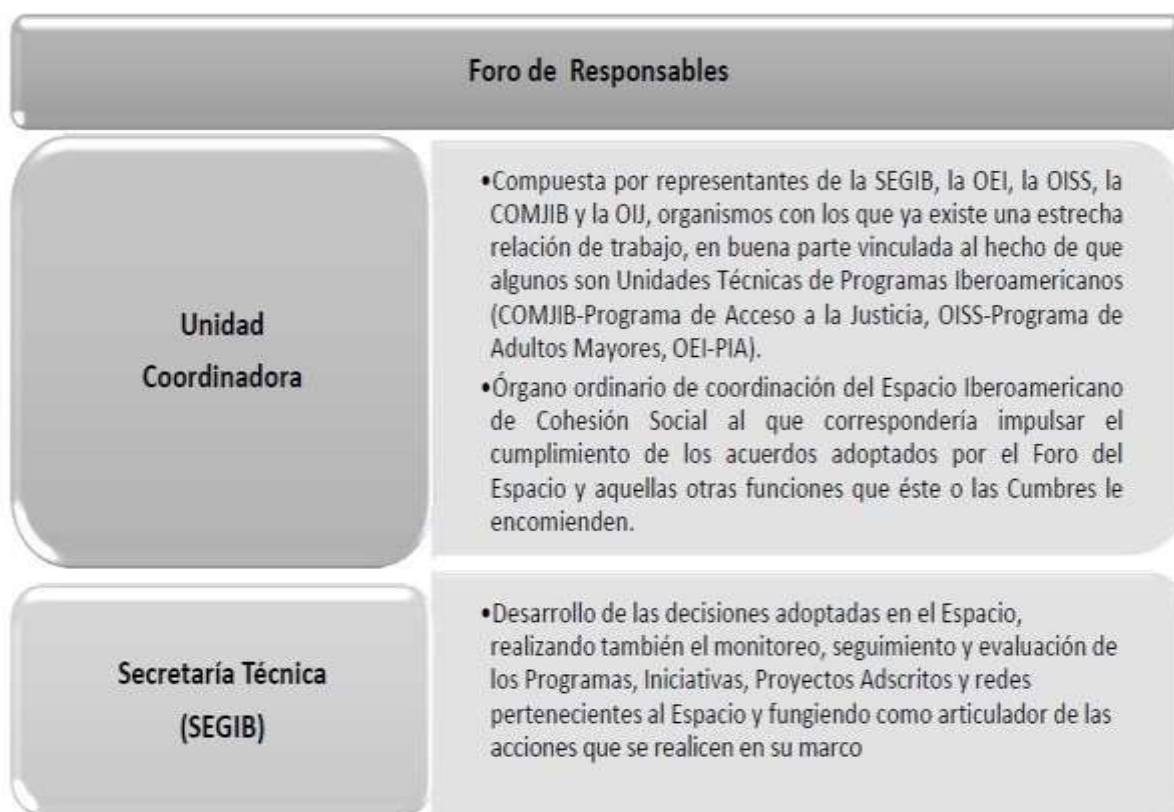 Foro de Responsables
Unidad
Coordinadora
•Compuesta por representantes de la SEGIB, la OEI, la OISS, la
COMJIB y la OIJ, organismos con los que ya existe una estrecha
relación de trabajo, en buena parte vinculada al hecho de que
algunos son Unidades Técnicas de Programas Iberoamericanos
(COMJIB-Programa de Acceso a la Justicia, OISS-Programa de
Adultos Mayores, OEI-PIA).
•Órgano ordinario de coordinación del Espacio Iberoamericano
de Cohesión Social al que correspondería impulsar el
cumplimiento de los acuerdos adoptados por el Foro del
Espacio y aquellas otras funciones que éste o las Cumbres le
encomienden.
Secretaría Técnica
(SEGIB)
•Desarrollo de las decisiones adoptadas en el Espacio,
realizando también el monitoreo, seguimiento y evaluación de
los Programas, Iniciativas, Proyectos Adscritos y redes
pertenecientes al Espacio y fungiendo como articulador de las
acciones que se realicen en su marco